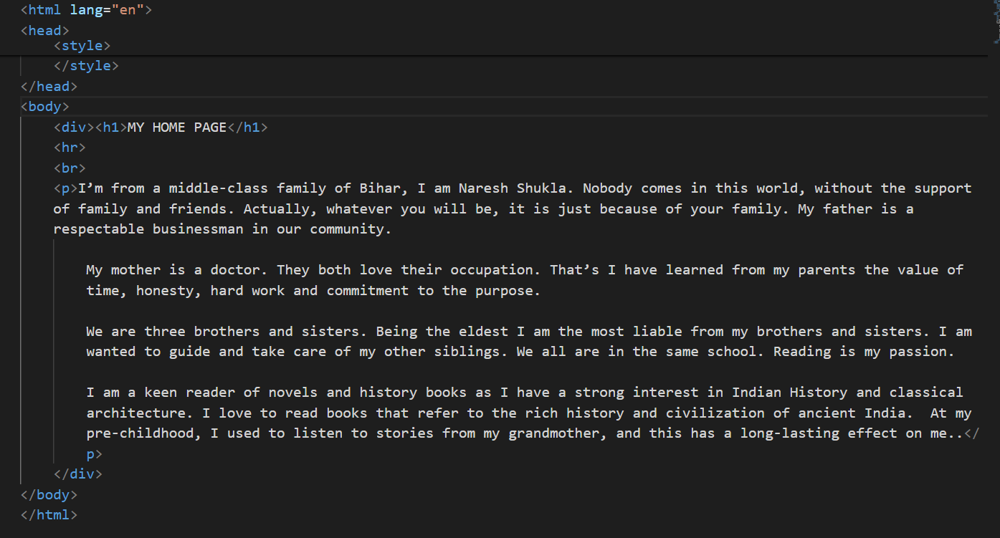 <html lang="en">
<head>
<style>
</style>
</head>
<body>
<div><h1>MY HOME PAGE</h1>
<hr>
<br>
<p>I’m from a middle-class family of Bihar, I am Naresh Shukla. Nobody comes in this world, without the support
of family and friends. Actually, whatever you will be, it is just because of your family. My father is a
respectable businessman in our community.
My mother is a doctor. They both love their occupation. That’s I have learned from my parents the value of
time, honesty, hard work and commitment to the purpose.
We are three brothers and sisters. Being the eldest I am the most liable from my brothers and sisters. I am
wanted to guide and take care of my other siblings. We all are in the same school. Reading is my passion.
I am a keen reader of novels and history books as I have a strong interest in Indian History and classical
architecture. I love to read books that refer to the rich history and civilization of ancient India.  At my
pre-childhood, I used to listen to stories from my grandmother, and this has a long-lasting effect on me..</
p>
</div>
</body>
</html>